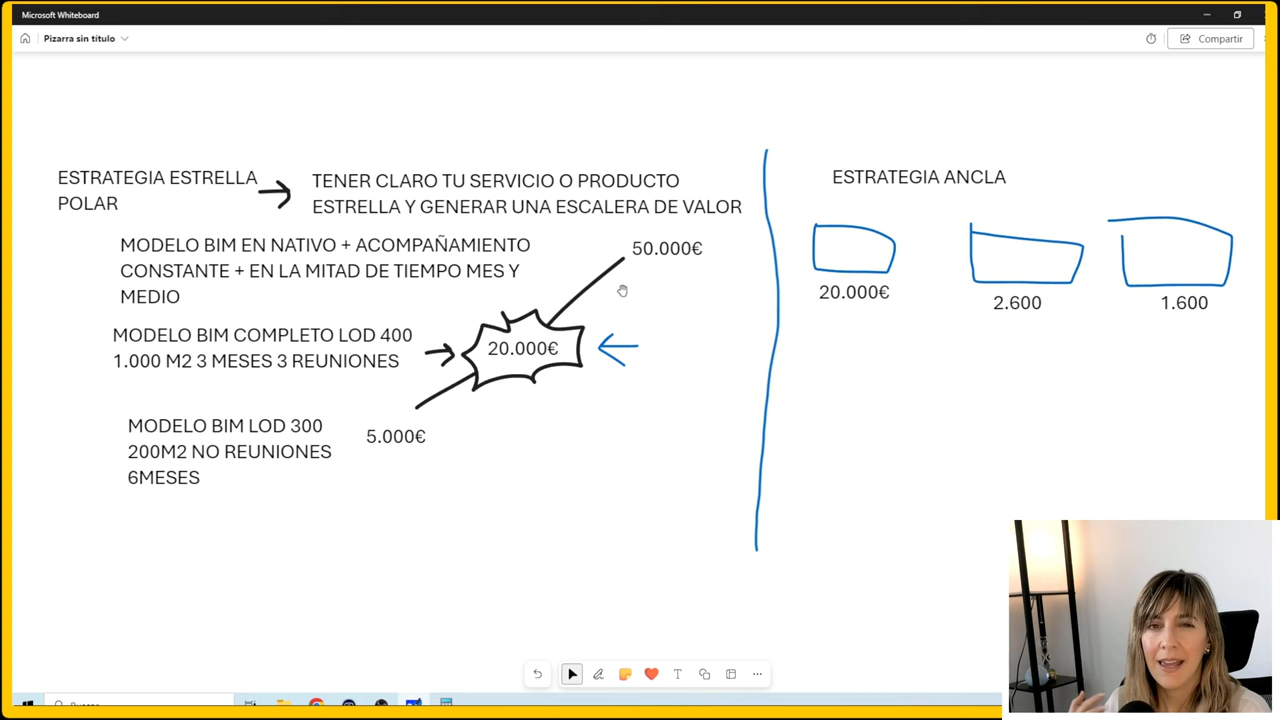 Microsoft Whiteboard
Pizarra sin título
Compartir
ESTRATEGIA ESTRELLA
POLAR
TENER CLARO TU SERVICIO O PRODUCTO
ESTRELLA Y GENERAR UNA ESCALERA DE VALOR
MODELO BIM EN NATIVO + ACOMPAÑAMIENTO
CONSTANTE + EN LA MITAD DE TIEMPO MES Y
MEDIO
50.000€
MODELO BIM COMPLETO LOD 400
1.000 M2 3 MESES 3 REUNIONES
20.000€
MODELO BIM LOD 300
200M2 NO REUNIONES
6MESES
5.000€
ESTRATEGIA ANCLA
20.000€
2.600
1.600